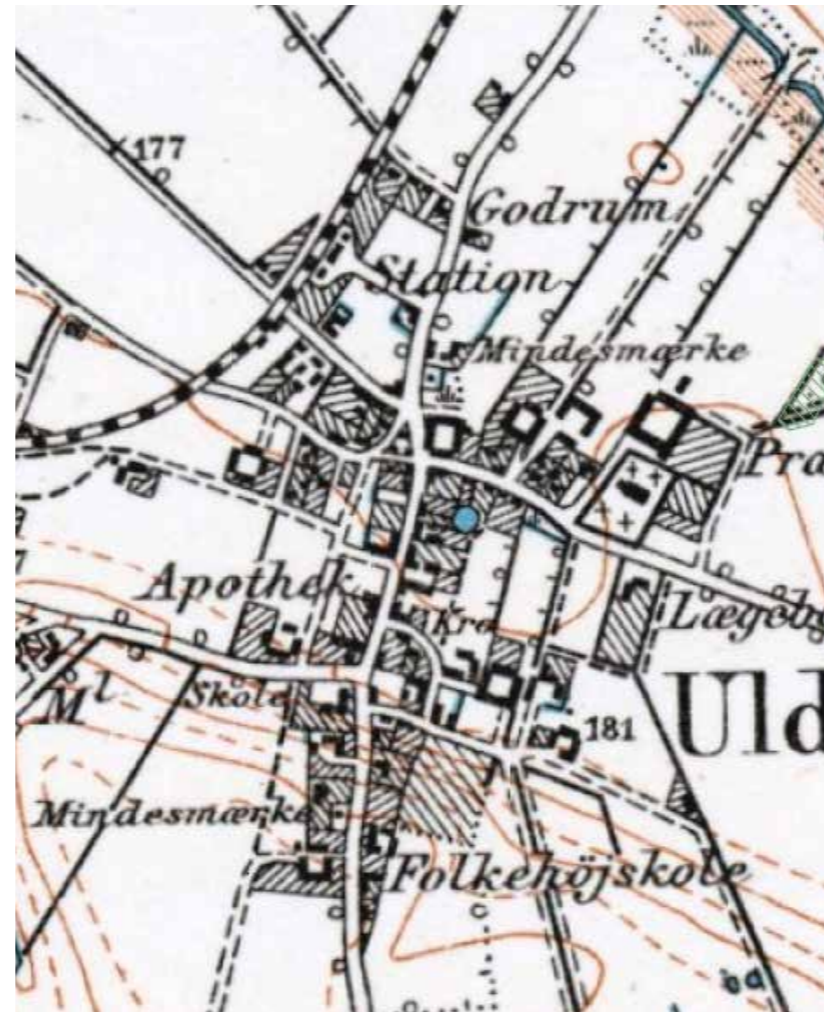 177
Godrum
Station
Mindesmærke
Pra
Apothek
Kro
Lægeb
Skole
Ml
Uld
181
Mindesmærke
Folkehöjskole